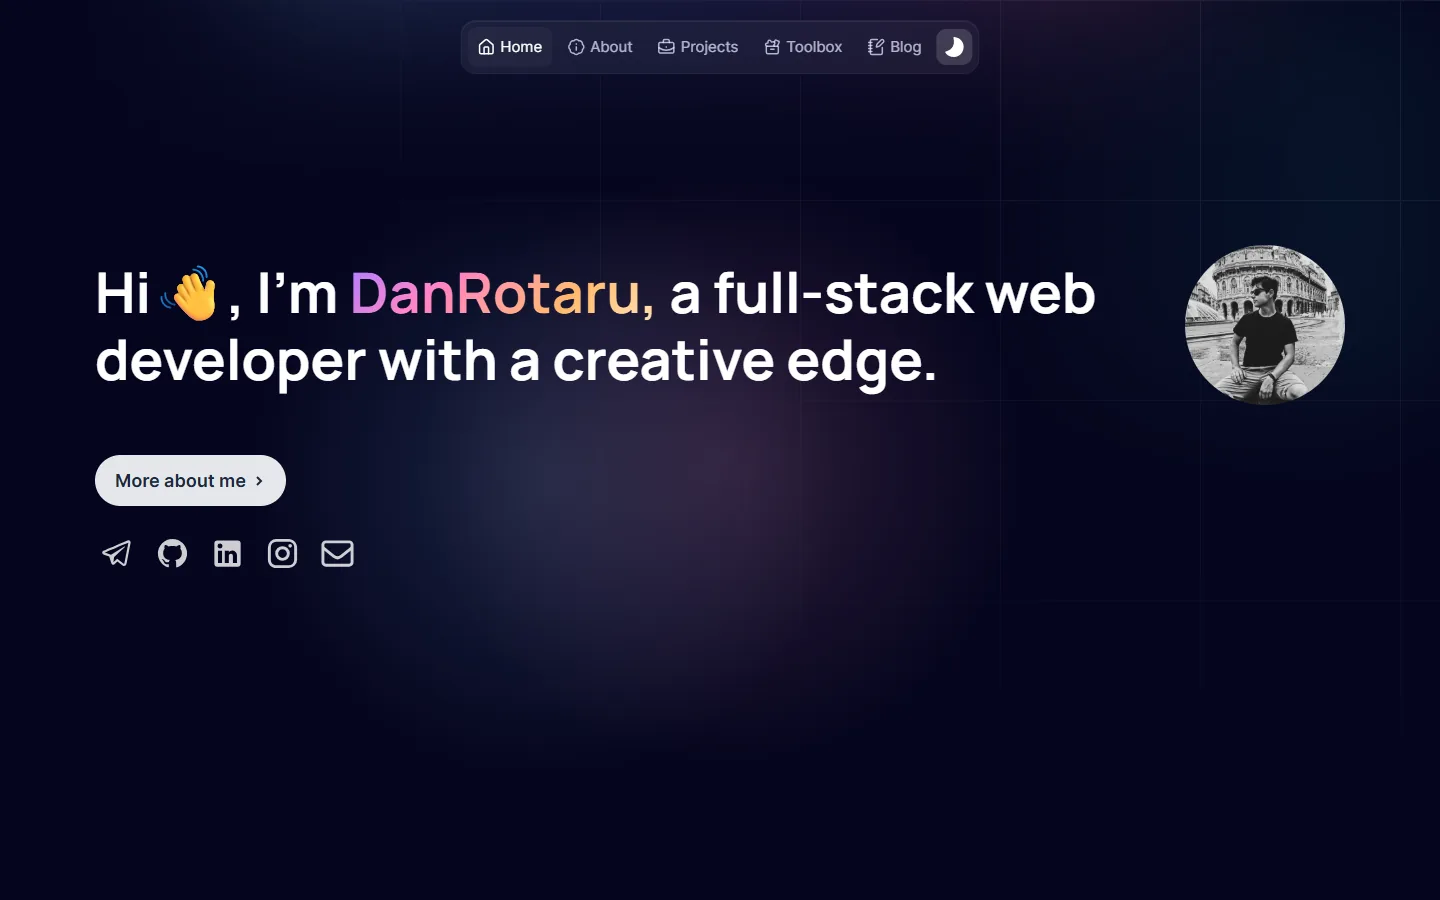 Home About Projects Toolbox Blog
Hi 👋, I’m DanRotaru, a full-stack web
developer with a creative edge.
More about me